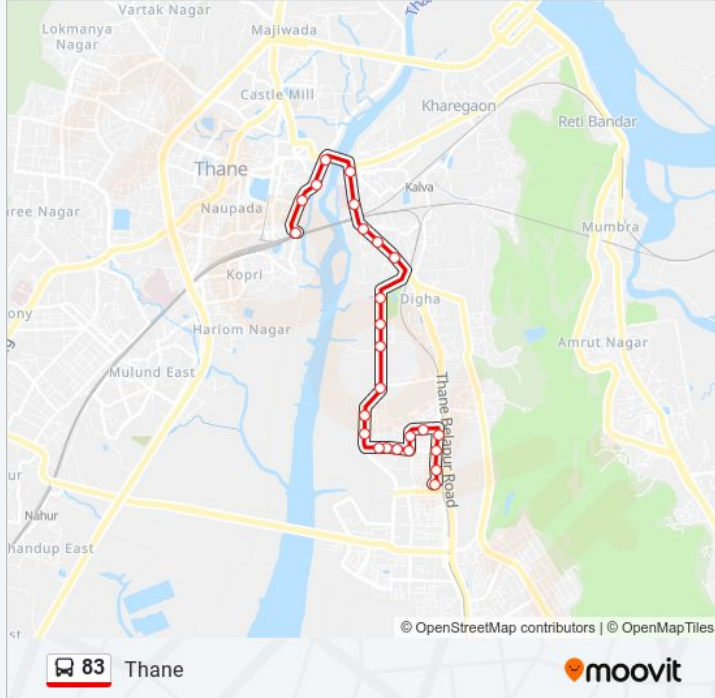 Vartak Nagar
Tha
Lokmanya
Nagar
Majiwada
Castle Mill
Kharegaon
Reti Bandar
Thane
Kalva
Naupada
aree Nagar
Mumbra
Kopri
Digha
ony
Hariom Nagar
Amrut Nagar
Mulund East
Thane Belapur Road
ur
Nahur
handup East
st
© OpenStreetMap contributors | © OpenMapTiles
83 Thane
moovit